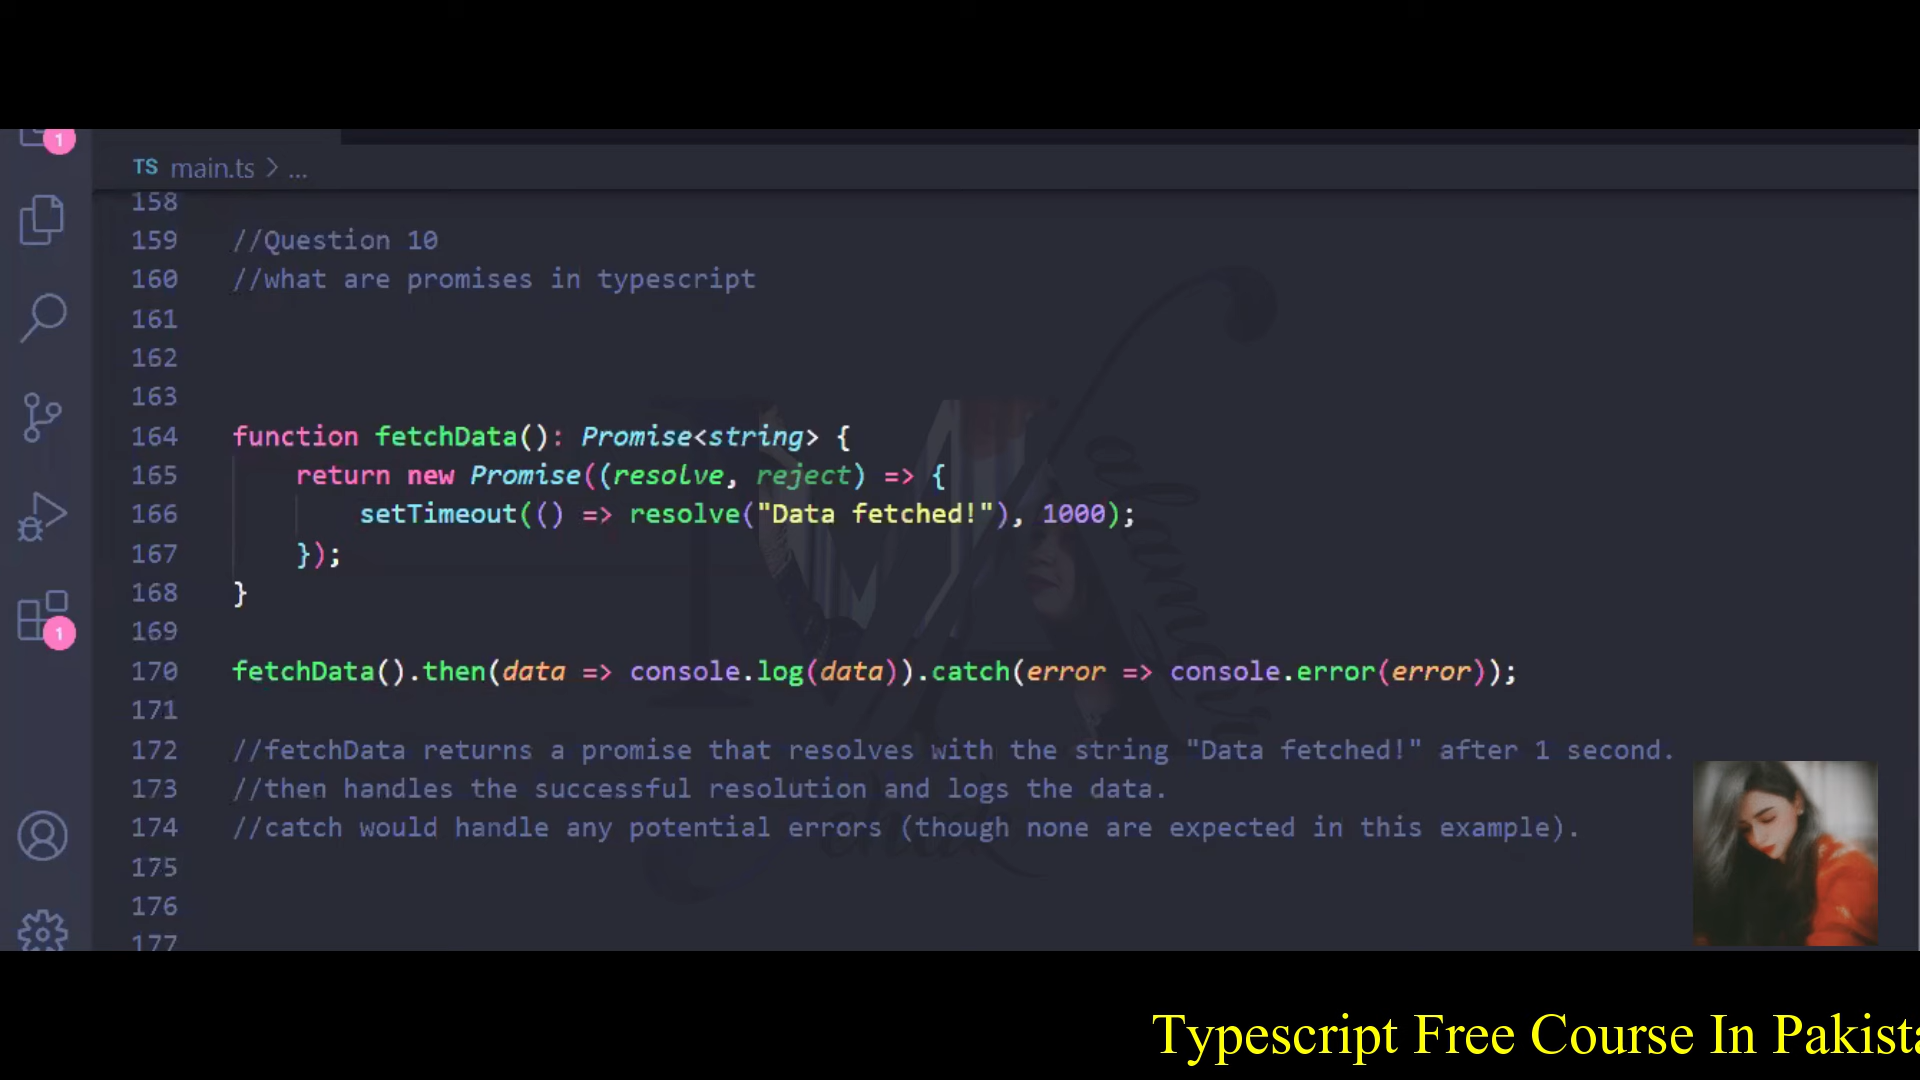 1
TS main.ts > ...
158
159 //Question 10
160 //what are promises in typescript
161
162
163
164 function fetchData(): Promise<string> {
165 return new Promise((resolve, reject) => {
166 setTimeout(() => resolve("Data fetched!"), 1000);
167 });
168 }
169
1
170 fetchData().then(data => console.log(data)).catch(error => console.error(error));
171
172 //fetchData returns a promise that resolves with the string "Data fetched!" after 1 second.
173 //then handles the successful resolution and logs the data.
174 //catch would handle any potential errors (though none are expected in this example).
175
176
177
Typescript Free Course In Pakista